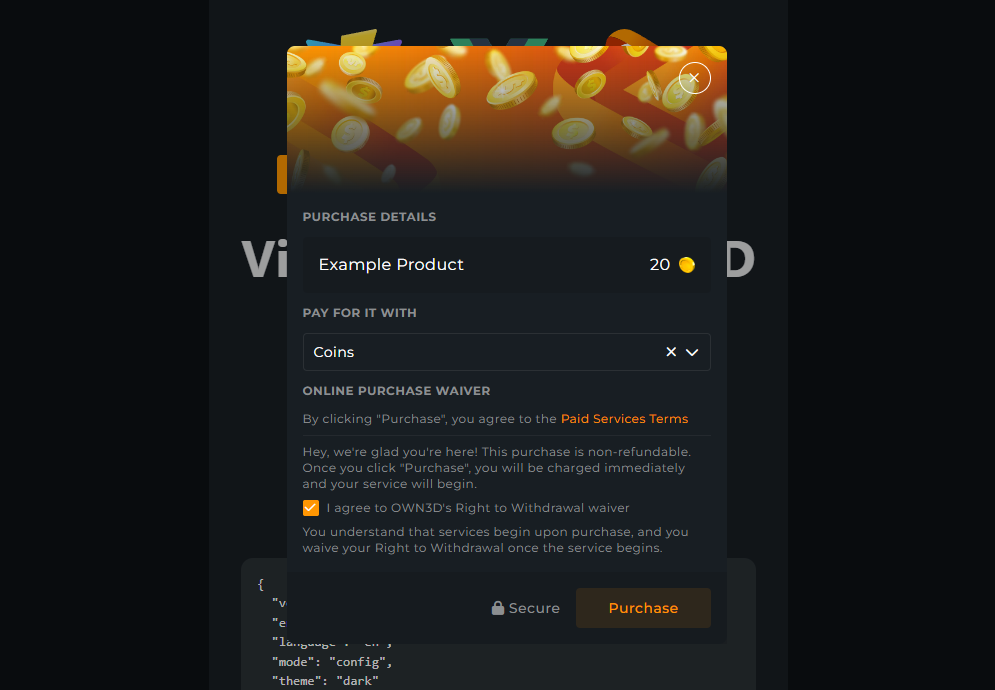 Vi
D
PURCHASE DETAILS
Example Product 20
PAY FOR IT WITH
Coins
ONLINE PURCHASE WAIVER
By clicking "Purchase", you agree to the Paid Services Terms
Hey, we're glad you're here! This purchase is non-refundable.
Once you click "Purchase", you will be charged immediately
and your service will begin.
I agree to OWN3D's Right to Withdrawal waiver
You understand that services begin upon purchase, and you
waive your Right to Withdrawal once the service begins.
Secure Purchase
{
"language": "en",
"mode": "config",
"theme": "dark"